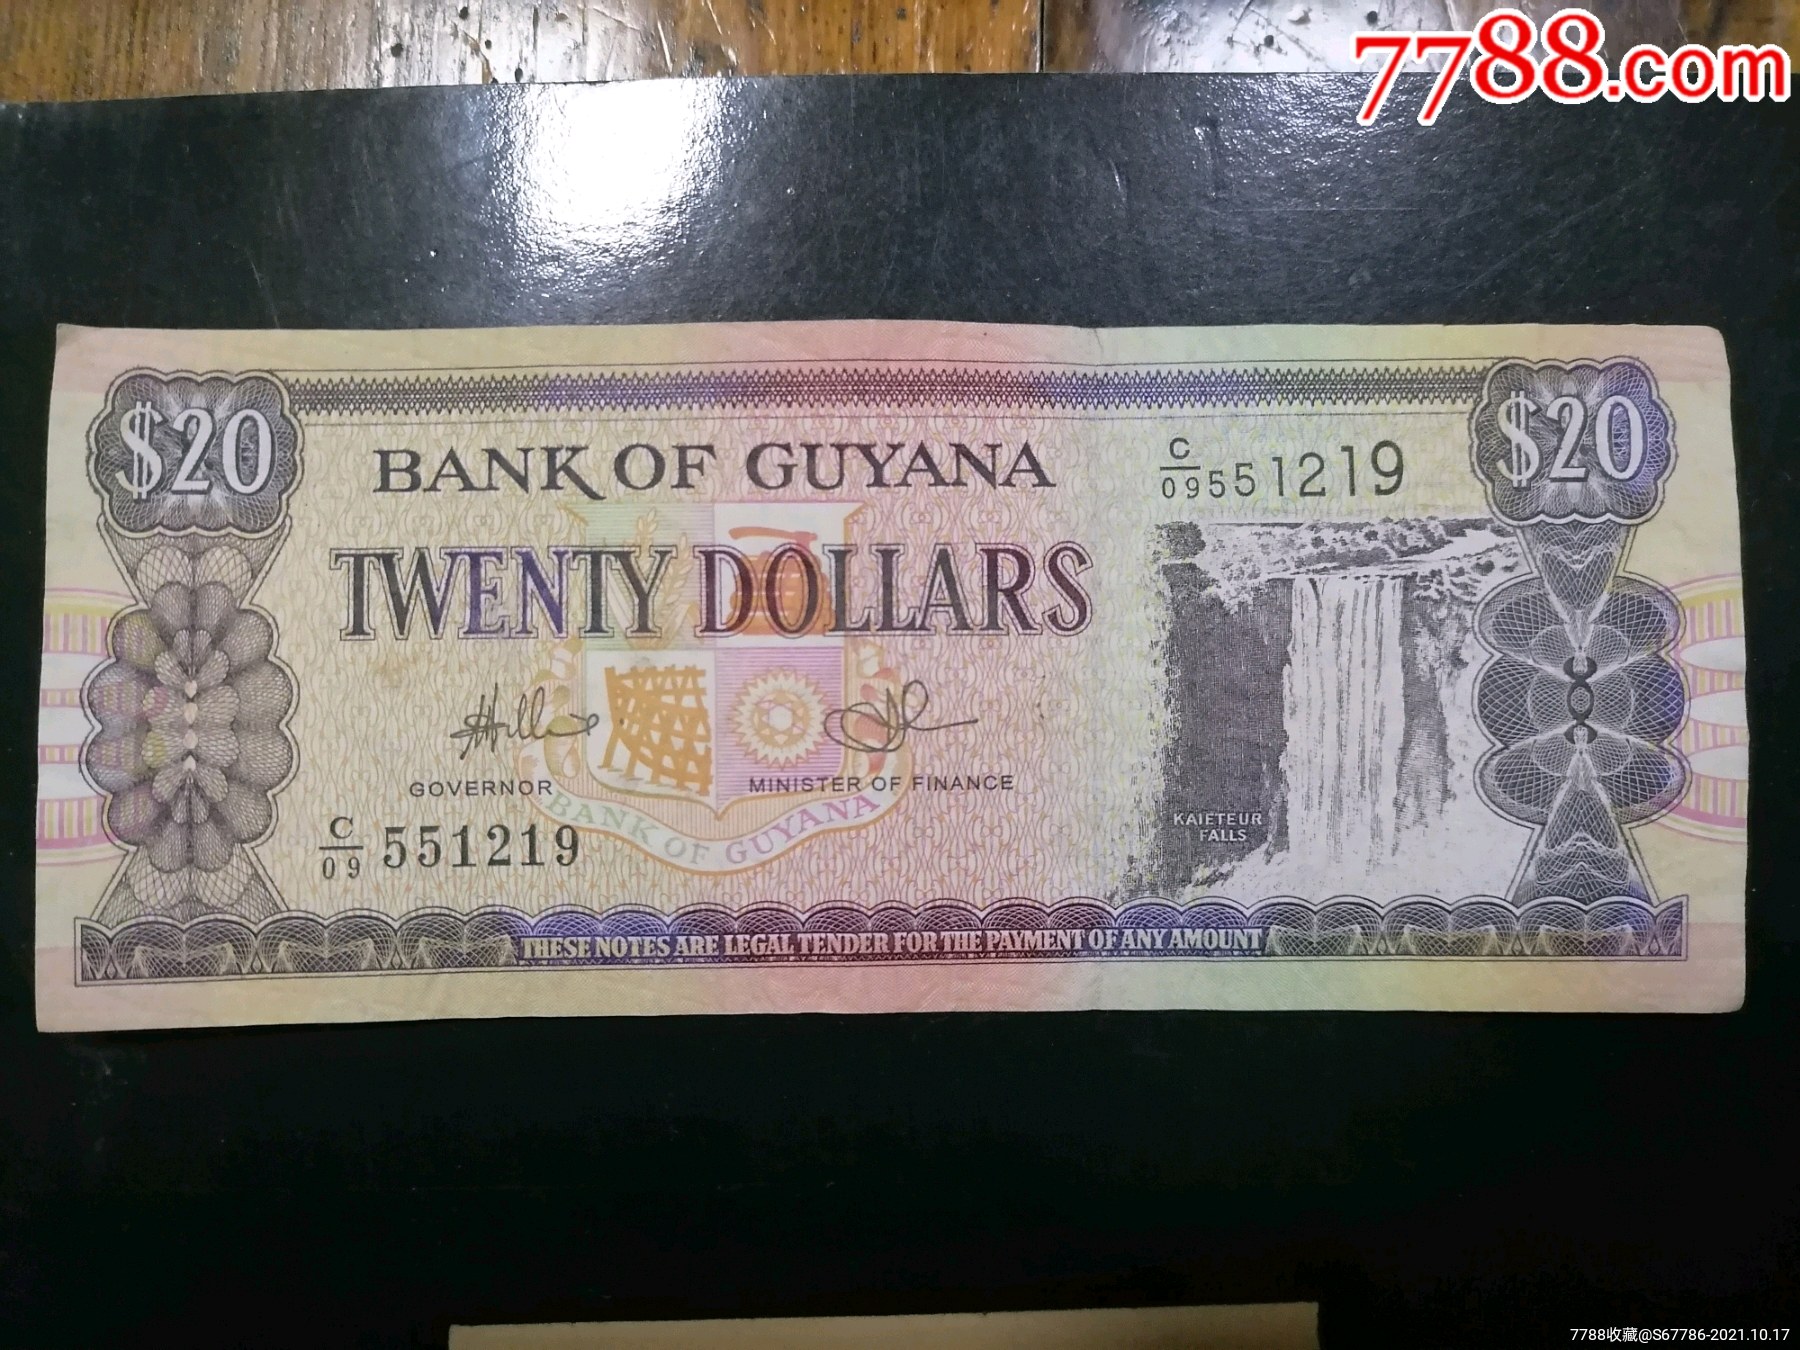 7788.com
$20
$20
BANK OF GUYANA
C/09 551219
TWENTY DOLLARS
GOVERNOR
MINISTER OF FINANCE
KAIETEUR
FALLS
C/09 551219
BANK OF GUYANA
THESE NOTES ARE LEGAL TENDER FOR THE PAYMENT OF ANY AMOUNT
7788收藏@S67786-2021.10.17